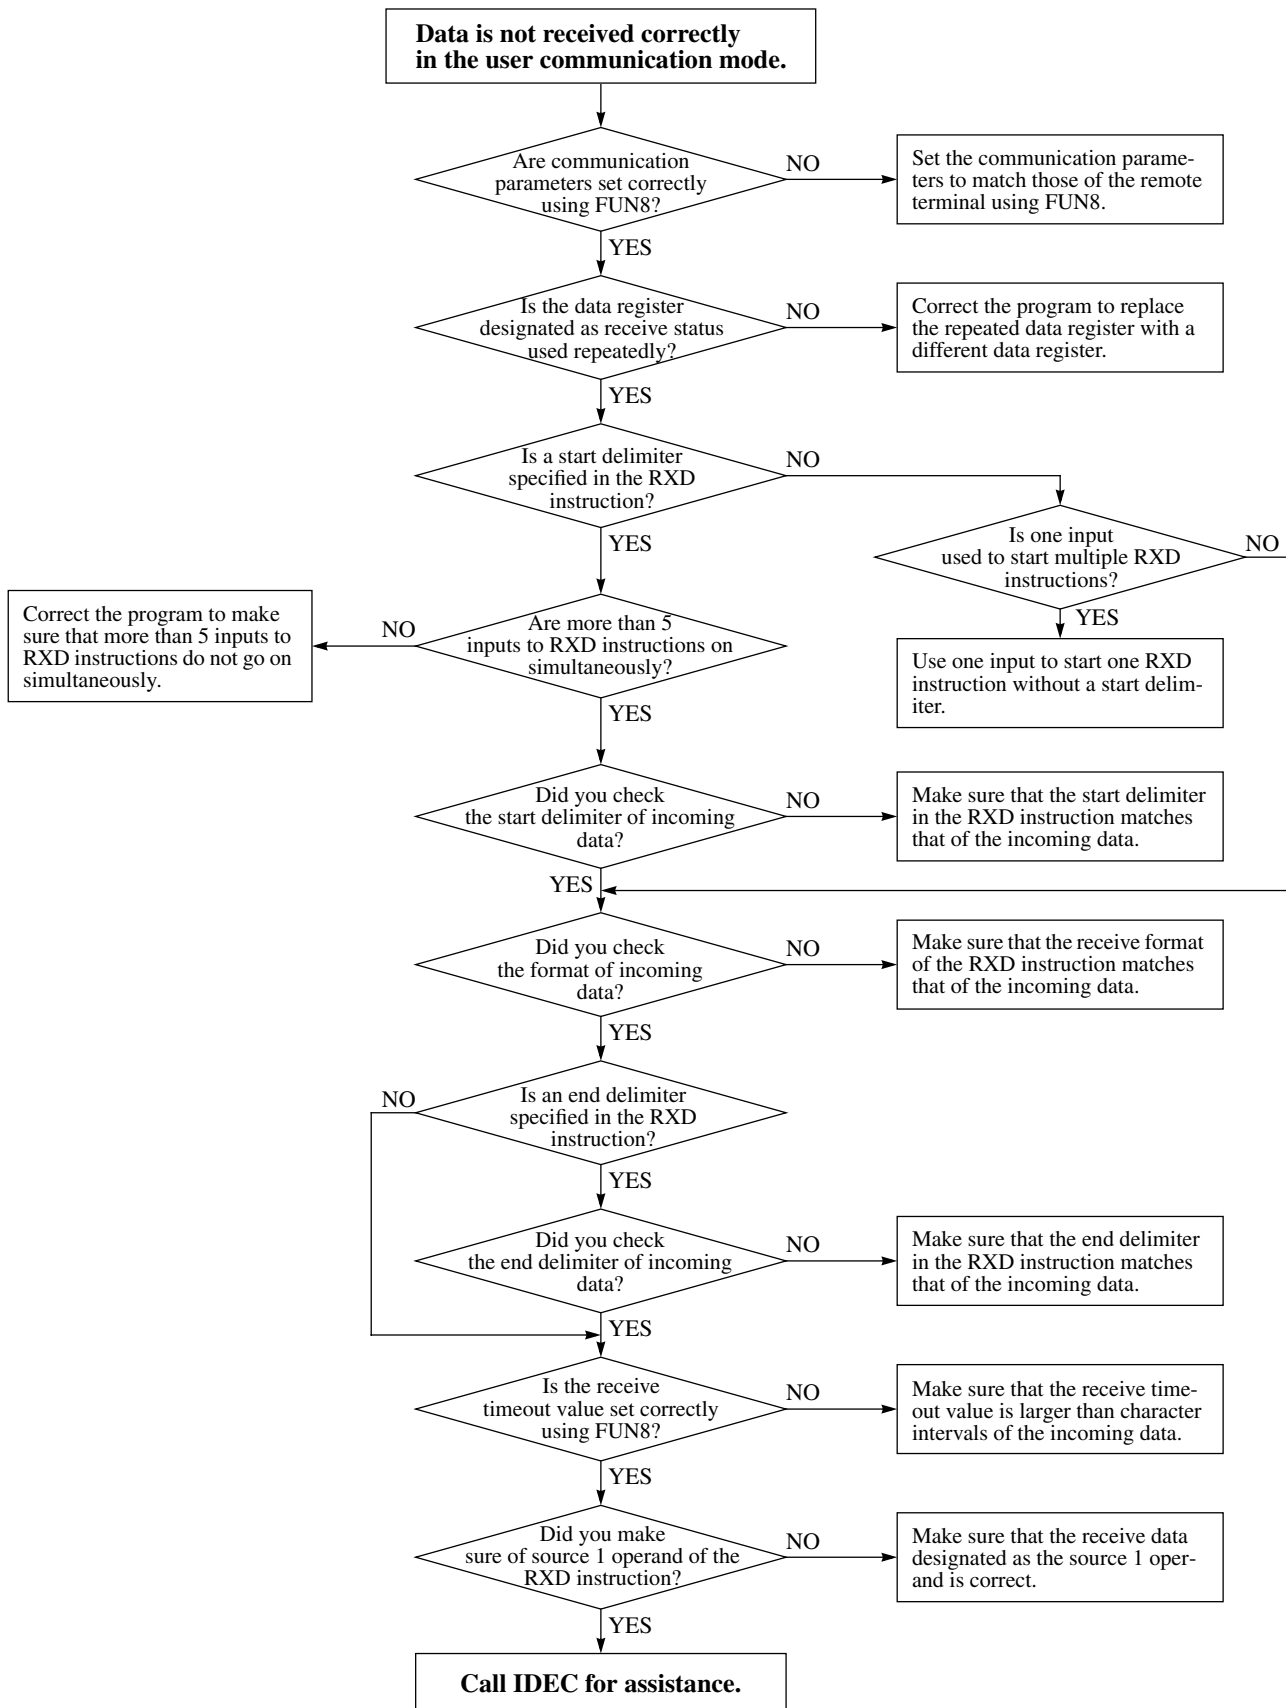 Data is not received correctly
in the user communication mode.
Are communication
parameters set correctly
using FUN8?
NO
Set the communication parame-
ters to match those of the remote
terminal using FUN8.
YES
Is the data register
designated as receive status
used repeatedly?
NO
Correct the program to replace
the repeated data register with a
different data register.
YES
Is a start delimiter
specified in the RXD
instruction?
NO
Is one input
used to start multiple RXD
instructions?
NO
YES
Use one input to start one RXD
instruction without a start delim-
iter.
YES
Are more than 5
inputs to RXD instructions on
simultaneously?
NO
Correct the program to make
sure that more than 5 inputs to
RXD instructions do not go on
simultaneously.
YES
Did you check
the start delimiter of incoming
data?
NO
Make sure that the start delimiter
in the RXD instruction matches
that of the incoming data.
YES
Did you check
the format of incoming
data?
NO
Make sure that the receive format
of the RXD instruction matches
that of the incoming data.
YES
Is an end delimiter
specified in the RXD
instruction?
NO
YES
Did you check
the end delimiter of incoming
data?
NO
Make sure that the end delimiter
in the RXD instruction matches
that of the incoming data.
YES
Is the receive
timeout value set correctly
using FUN8?
NO
Make sure that the receive time-
out value is larger than character
intervals of the incoming data.
YES
Did you make
sure of source 1 operand of the
RXD instruction?
NO
Make sure that the receive data
designated as the source 1 oper-
and is correct.
YES
Call IDEC for assistance.